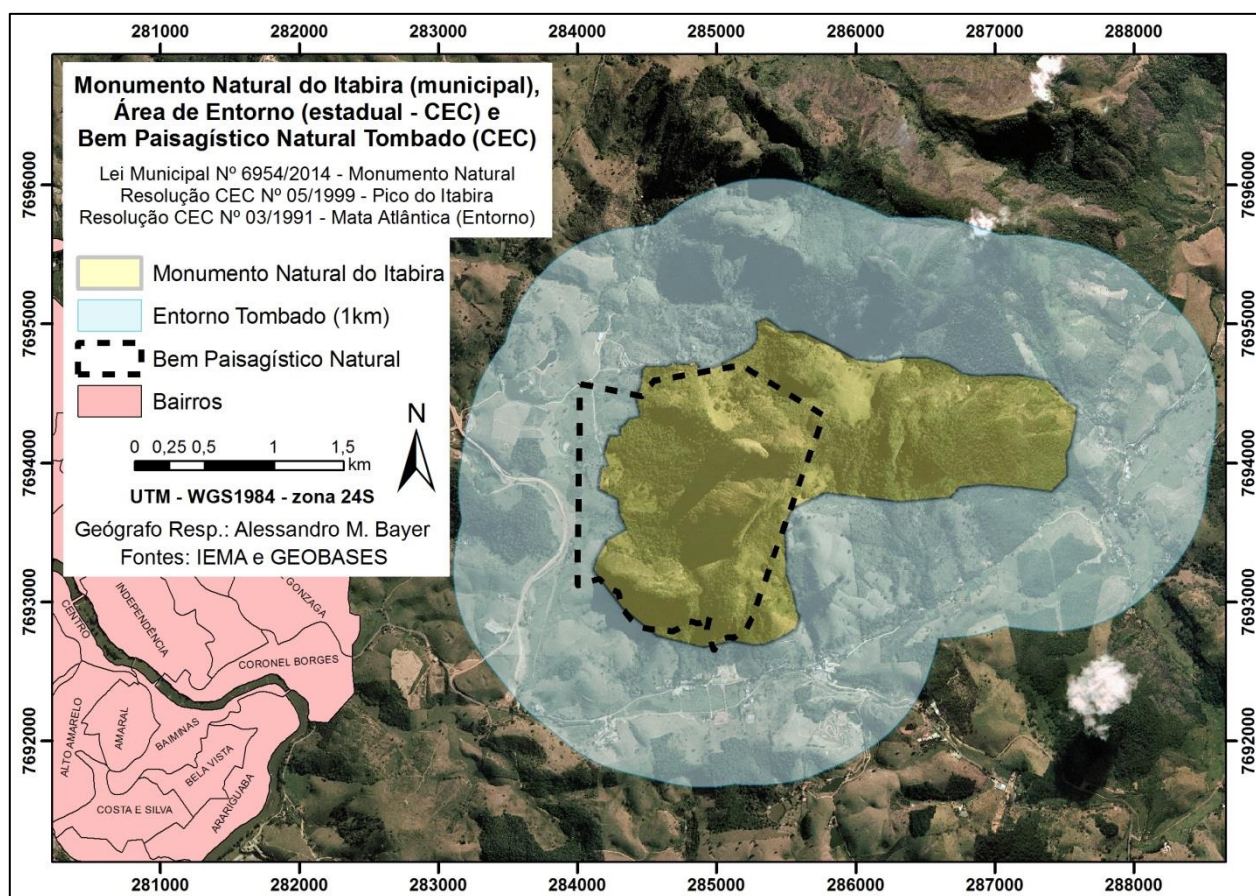 281000 282000 283000 284000 285000 286000 287000 288000
Monumento Natural do Itabira (municipal),
Área de Entorno (estadual - CEC) e
Bem Paisagístico Natural Tombado (CEC)
Lei Municipal Nº 6954/2014 - Monumento Natural
Resolução CEC Nº 05/1999 - Pico do Itabira
Resolução CEC Nº 03/1991 - Mata Atlântica (Entorno)
Monumento Natural do Itabira
Entorno Tombado (1km)
Bem Paisagístico Natural
Bairros
N
0 0,25 0,5 1 1,5
km
UTM - WGS1984 - zona 24S
Geógrafo Resp.: Alessandro M. Bayer
Fontes: IEMA e GEOBASES
7696000
7695000
7694000
7693000
7692000
7696000
7695000
7694000
7693000
7692000
CENTRO
INDEPENDÊNCIA
GONZAGA
CORONEL BORGES
ALTO AMARELO
AMARAL
BAIMINAS
BELA VISTA
COSTA E SILVA
ARARIGUABA
281000 282000 283000 284000 285000 286000 287000 288000